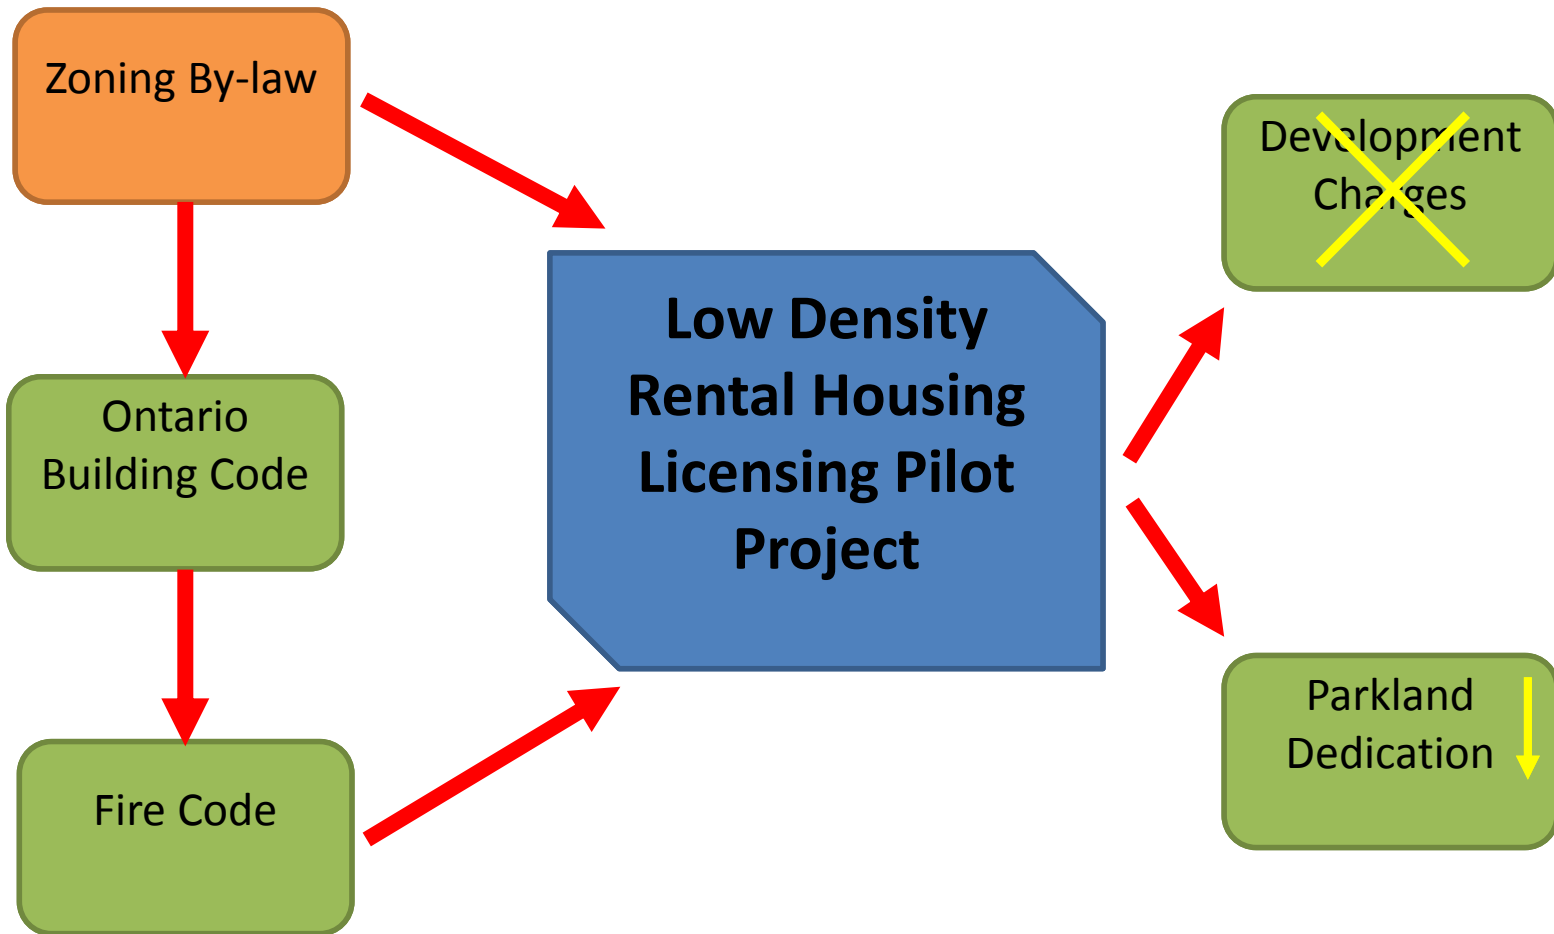 Zoning By-law
Ontario
Building Code
Fire Code
Low Density
Rental Housing
Licensing Pilot
Project
Development
Charges
Parkland
Dedication